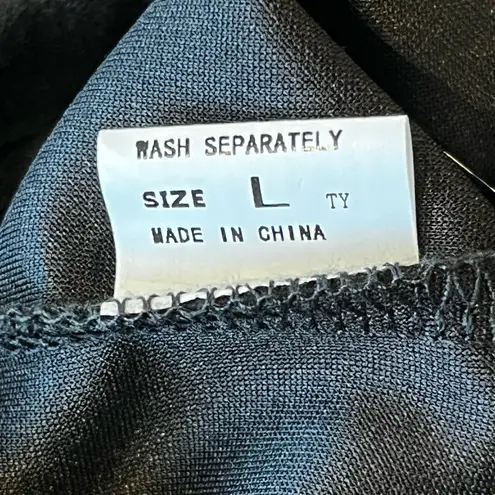 WASH SEPARATELY
SIZE L TY
MADE IN CHINA